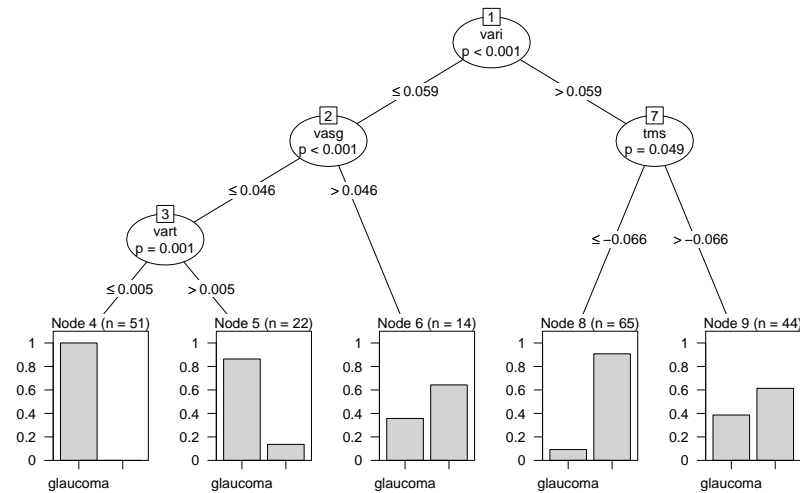 1
vari
p < 0.001
≤ 0.059
> 0.059
2
vasg
p < 0.001
7
tms
p = 0.049
≤ 0.046
> 0.046
3
vart
p = 0.001
≤ −0.066
> −0.066
≤ 0.005
> 0.005
Node 4 (n = 51)
1
0.8
0.6
0.4
0.2
0
glaucoma
Node 5 (n = 22)
1
0.8
0.6
0.4
0.2
0
glaucoma
Node 6 (n = 14)
1
0.8
0.6
0.4
0.2
0
glaucoma
Node 8 (n = 65)
1
0.8
0.6
0.4
0.2
0
glaucoma
Node 9 (n = 44)
1
0.8
0.6
0.4
0.2
0
glaucoma